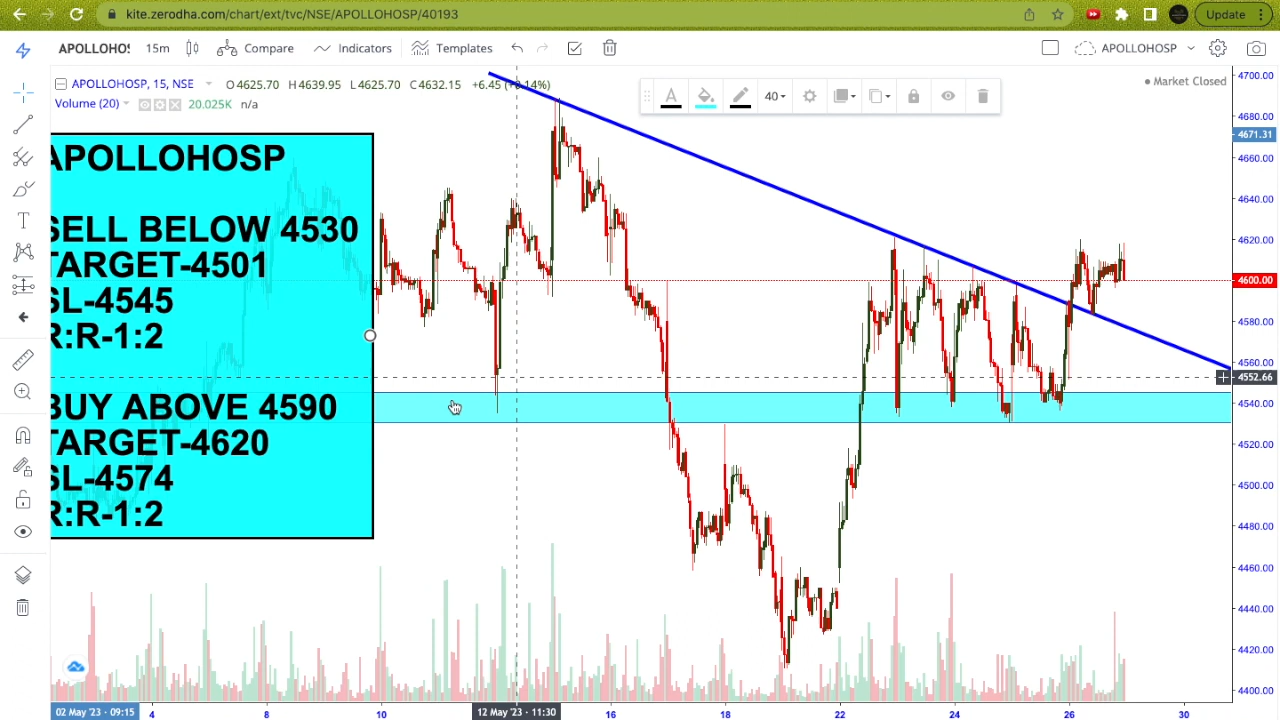 kite.zerodha.com/chart/ext/tvc/NSE/APOLLOHOSP/40193
Update
APOLLOHOS
15m
Compare
Indicators
Templates
APOLLOHOSP
APOLLOHOSP, 15, NSE
O4625.70 H4639.95 L4625.70 C4632.15 +6.45
Volume (20)
20.025K n/a
40
Market Closed
APOLLOHOSP
SELL BELOW 4530
TARGET-4501
SL-4545
R:R-1:2
BUY ABOVE 4590
TARGET-4620
SL-4574
R:R-1:2
4700.00
4680.00
4671.31
4660.00
4640.00
4620.00
4600.00
4580.00
4560.00
4552.66
4540.00
4520.00
4500.00
4480.00
4460.00
4440.00
4420.00
4400.00
02 May '23 - 09:15
4
8
10
12 May '23 - 11:30
16
18
22
24
26
30